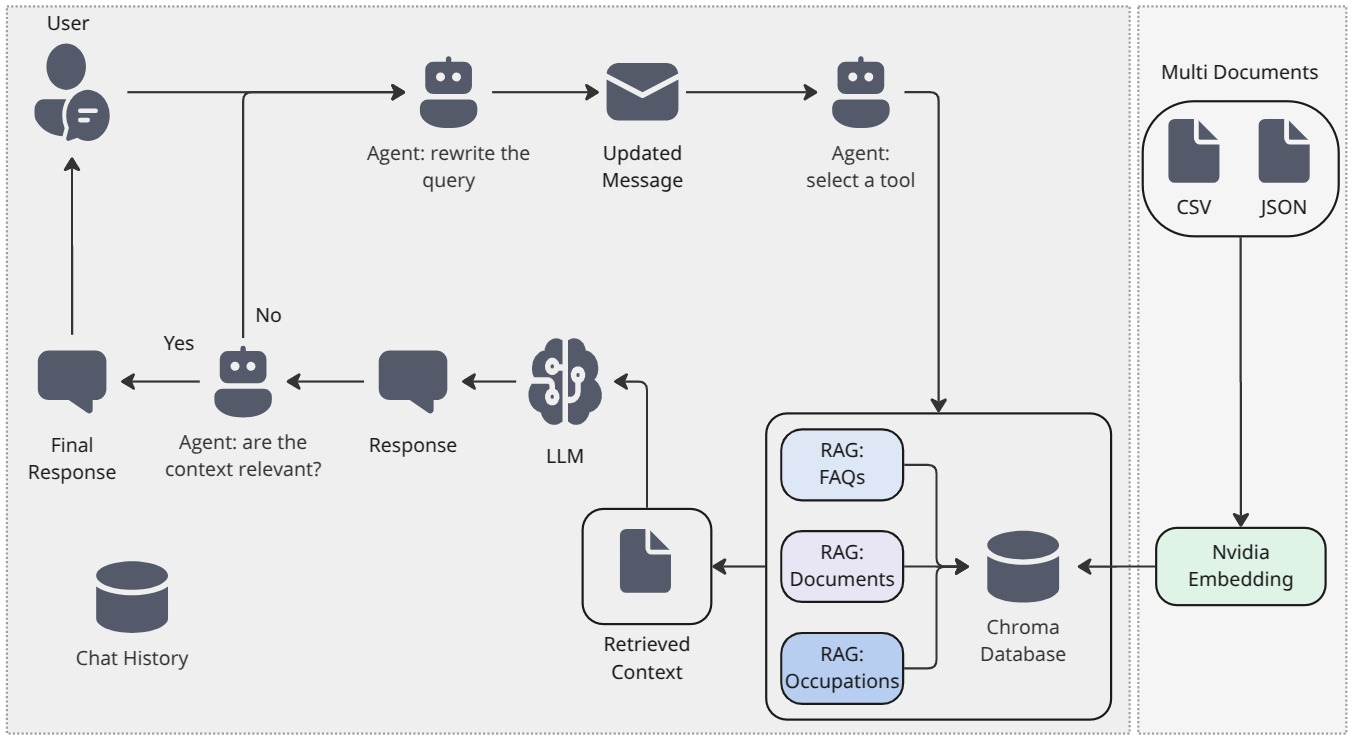 User
Multi Documents
Agent: rewrite the
query
Updated
Message
Agent:
select a tool
CSV
JSON
No
Yes
Final
Response
Agent: are the
context relevant?
Response
LLM
RAG:
FAQs
RAG:
Documents
RAG:
Occupations
Chroma
Database
Nvidia
Embedding
Retrieved
Context
Chat History